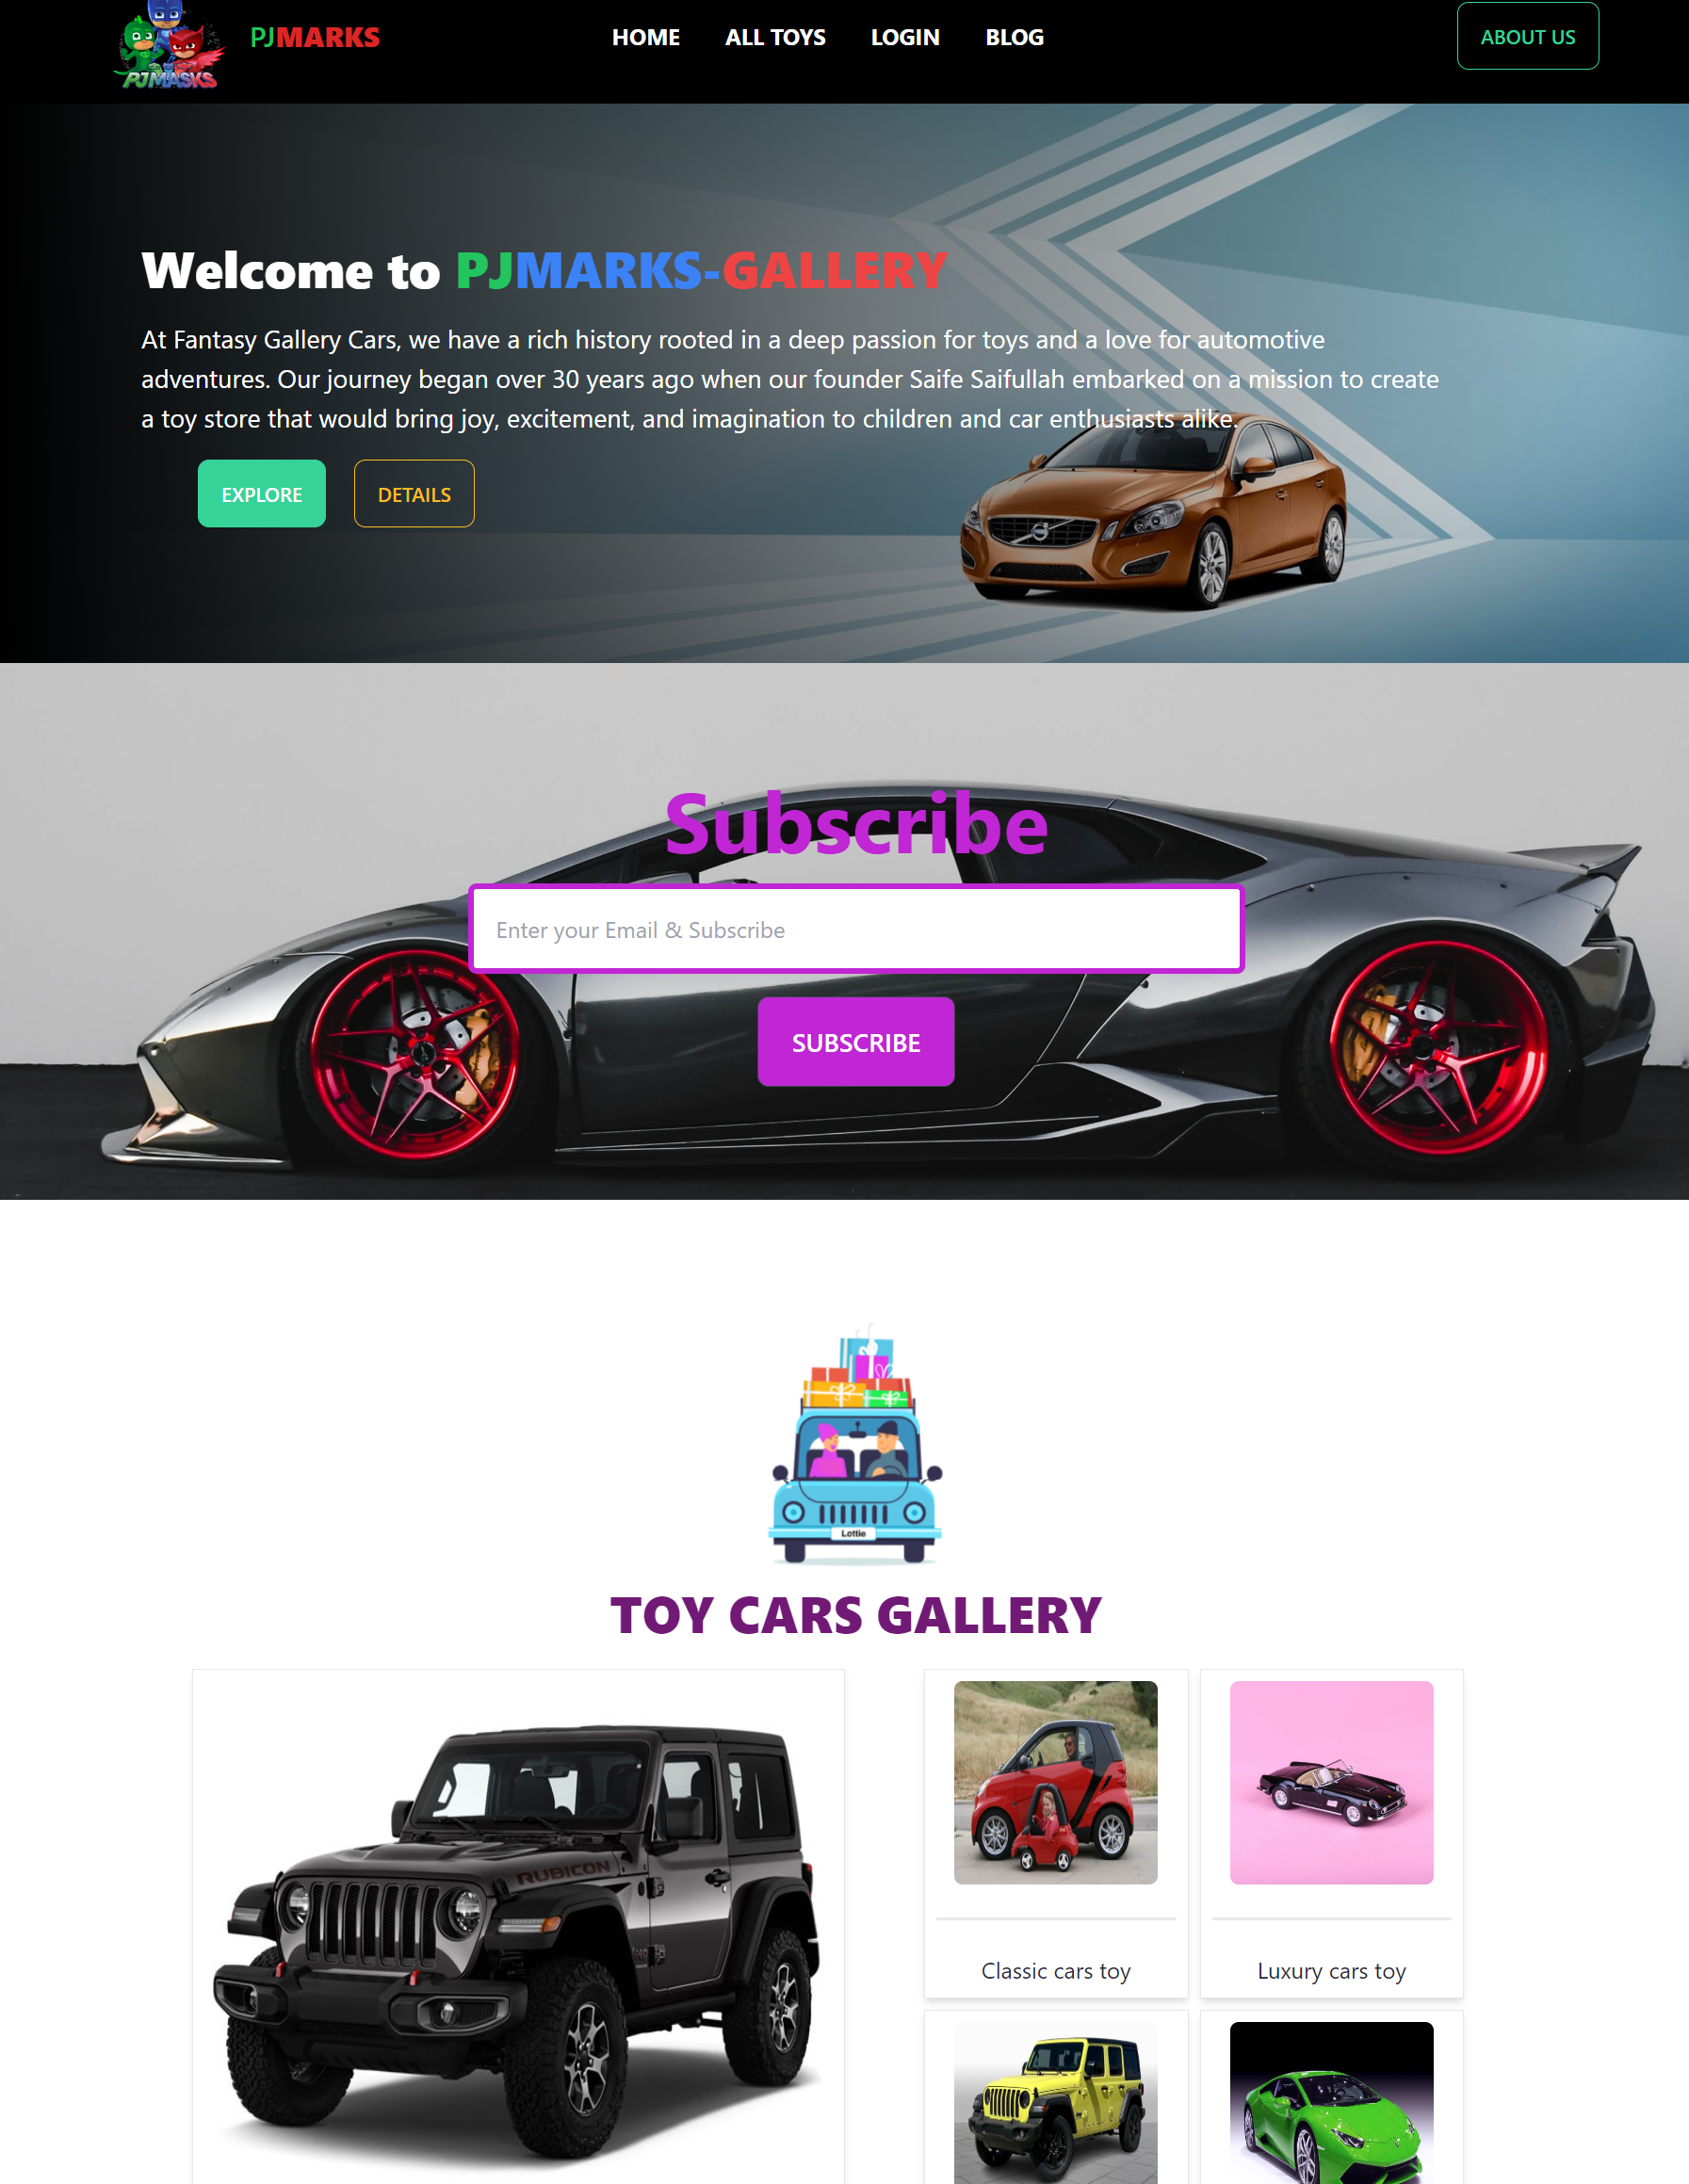 PJMASKS
PJMARKS
HOME
ALL TOYS
LOGIN
BLOG
ABOUT US
Welcome to PJMARKS-GALLERY
At Fantasy Gallery Cars, we have a rich history rooted in a deep passion for toys and a love for automotive
adventures. Our journey began over 30 years ago when our founder Saife Saifullah embarked on a mission to create
a toy store that would bring joy, excitement, and imagination to children and car enthusiasts alike.
EXPLORE
DETAILS
Subscribe
Enter your Email & Subscribe
SUBSCRIBE
Lottie
TOY CARS GALLERY
RUBICON
Jeep
Classic cars toy
Luxury cars toy